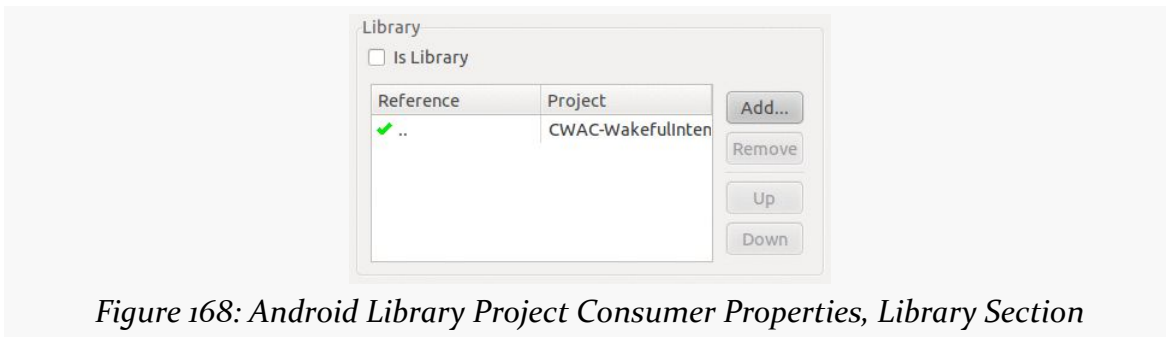 Library
Is Library
Reference Project
.. CWAC-WakefulInten
Add...
Remove
Up
Down
Figure 168: Android Library Project Consumer Properties, Library Section